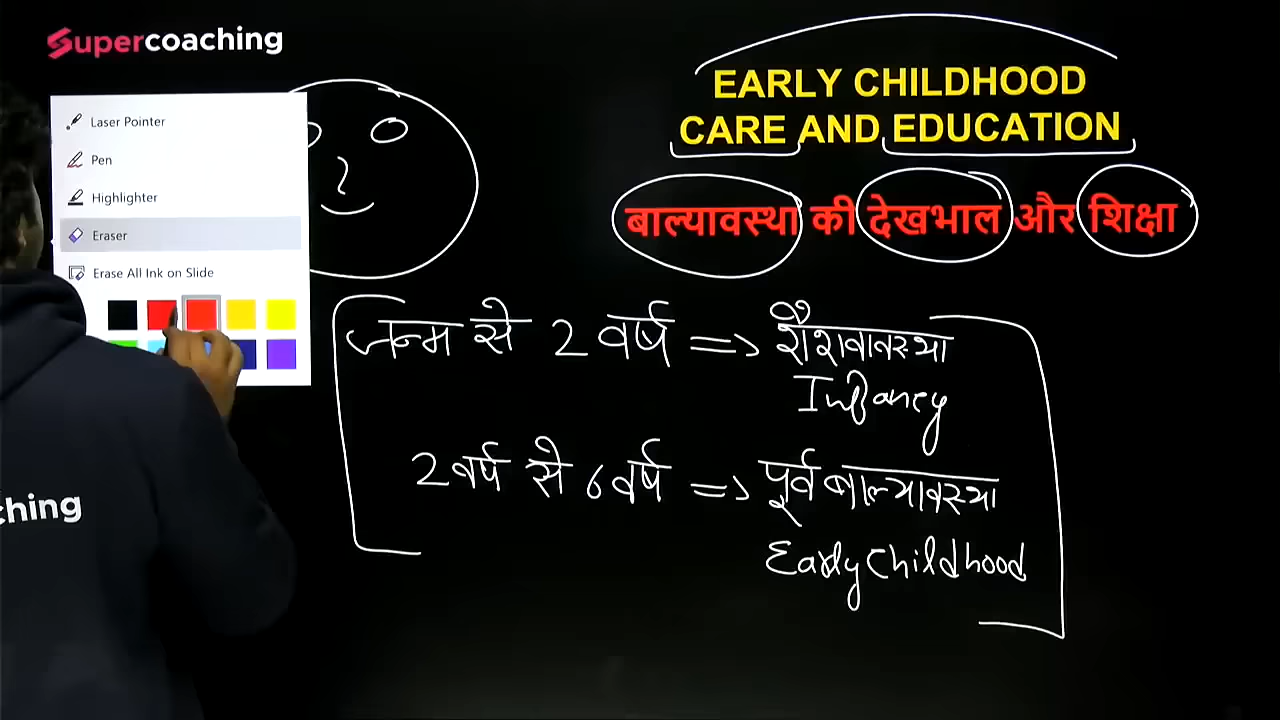 Supercoaching
EARLY CHILDHOOD
CARE AND EDUCATION
बाल्यावस्था की देखभाल और शिक्षा
Laser Pointer
Pen
Highlighter
Eraser
Erase All Ink on Slide
जन्म से 2 वर्ष => शैशवावस्था
Infancy
2 वर्ष से 6 वर्ष => पूर्व बाल्यावस्था
Early Childhood
ching